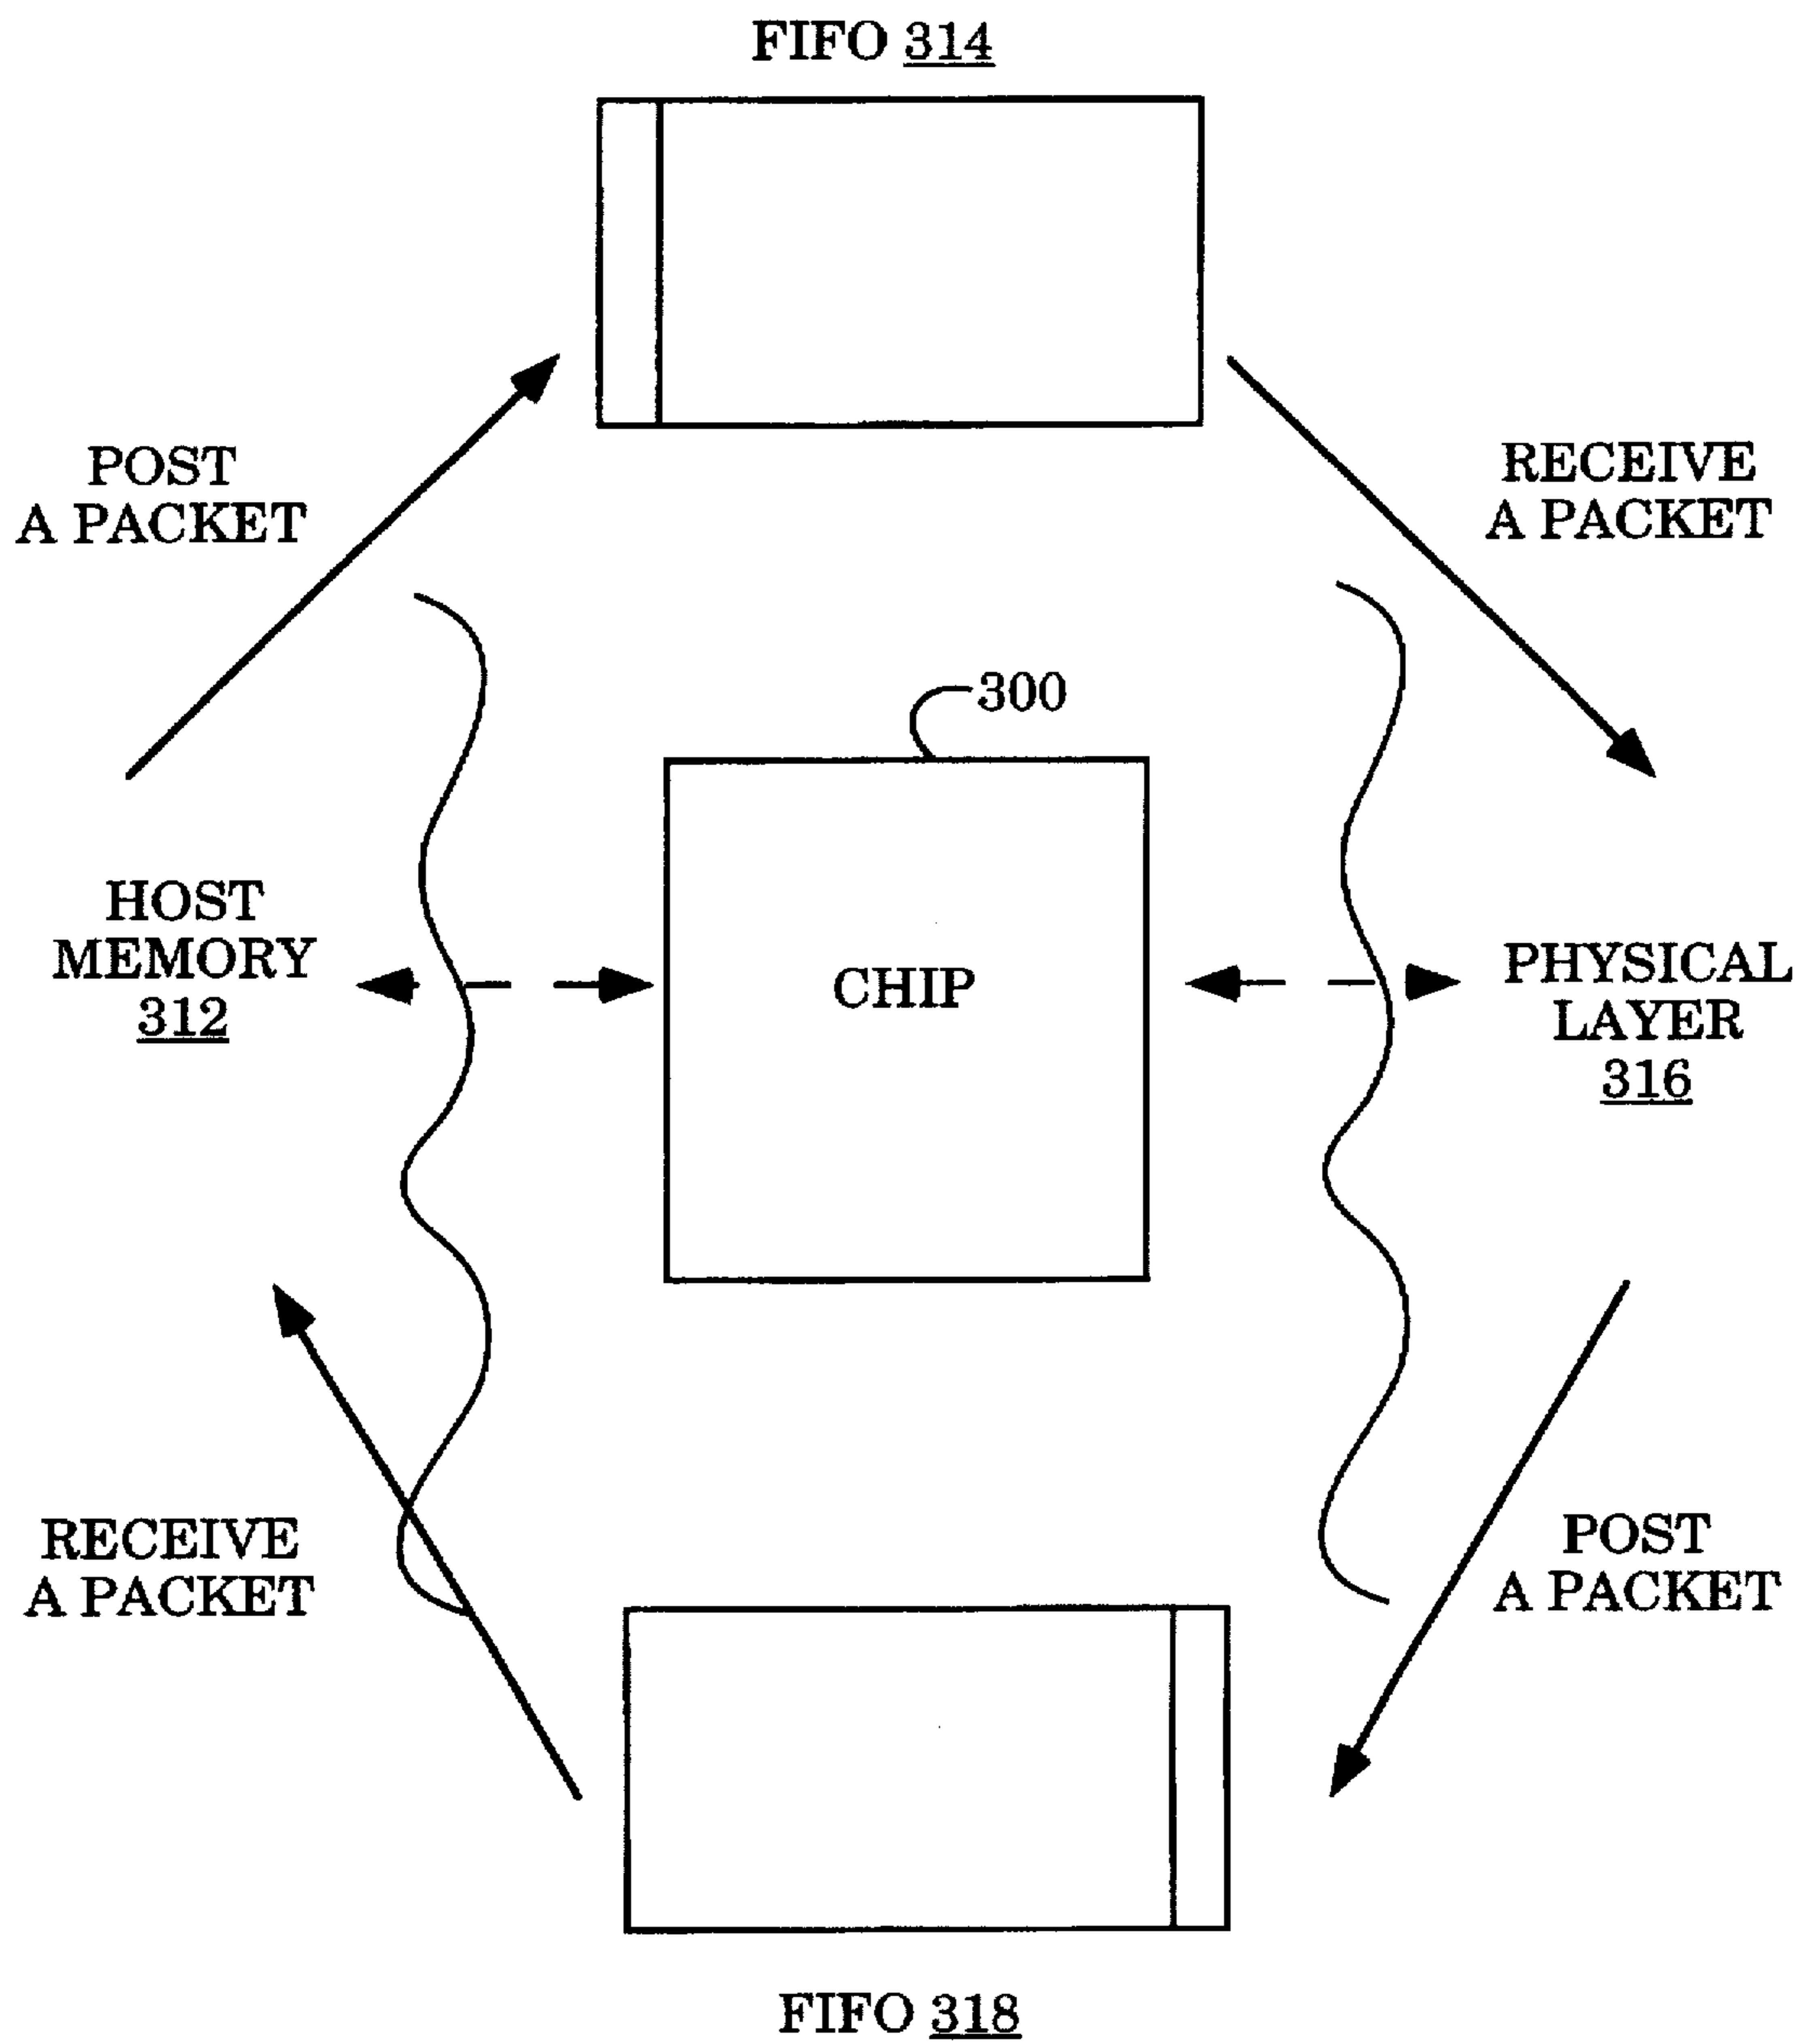 FIFO 314
POST
A PACKET
RECEIVE
A PACKET
300
HOST
MEMORY
312
CHIP
PHYSICAL
LAYER
316
RECEIVE
A PACKET
POST
A PACKET
FIFO 318